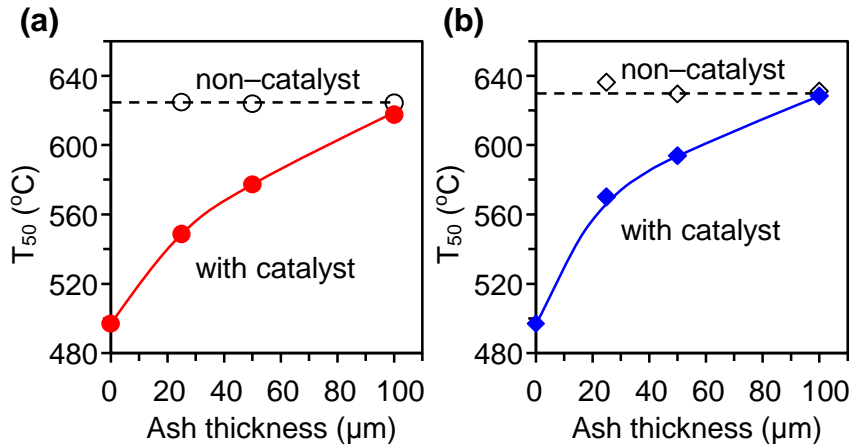 (a)
T50 (oC)
640
600
560
520
480
non–catalyst
with catalyst
0 20 40 60 80 100
Ash thickness (μm)
(b)
T50 (oC)
640
600
560
520
480
non–catalyst
with catalyst
0 20 40 60 80 100
Ash thickness (μm)